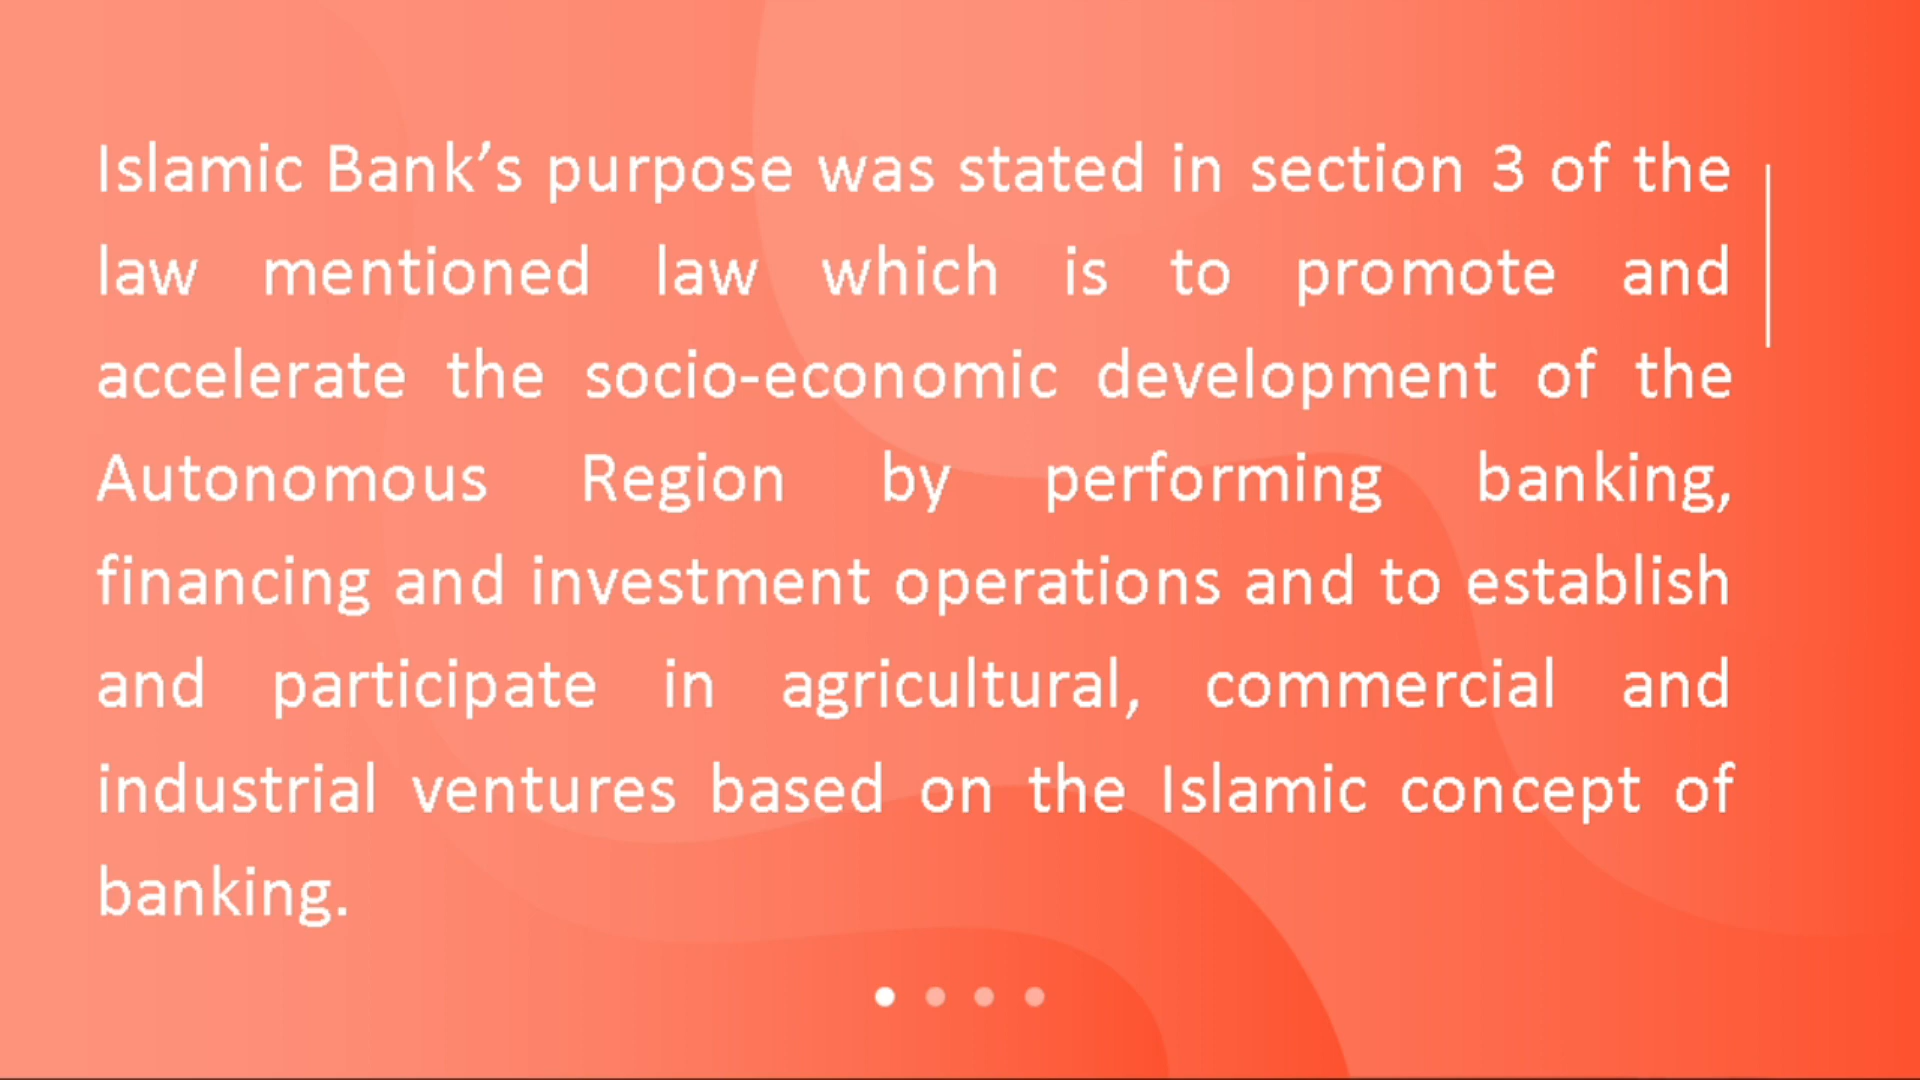 Islamic Bank’s purpose was stated in section 3 of the
law mentioned law which is to promote and
accelerate the socio-economic development of the
Autonomous Region by performing banking,
financing and investment operations and to establish
and participate in agricultural, commercial and
industrial ventures based on the Islamic concept of
banking.